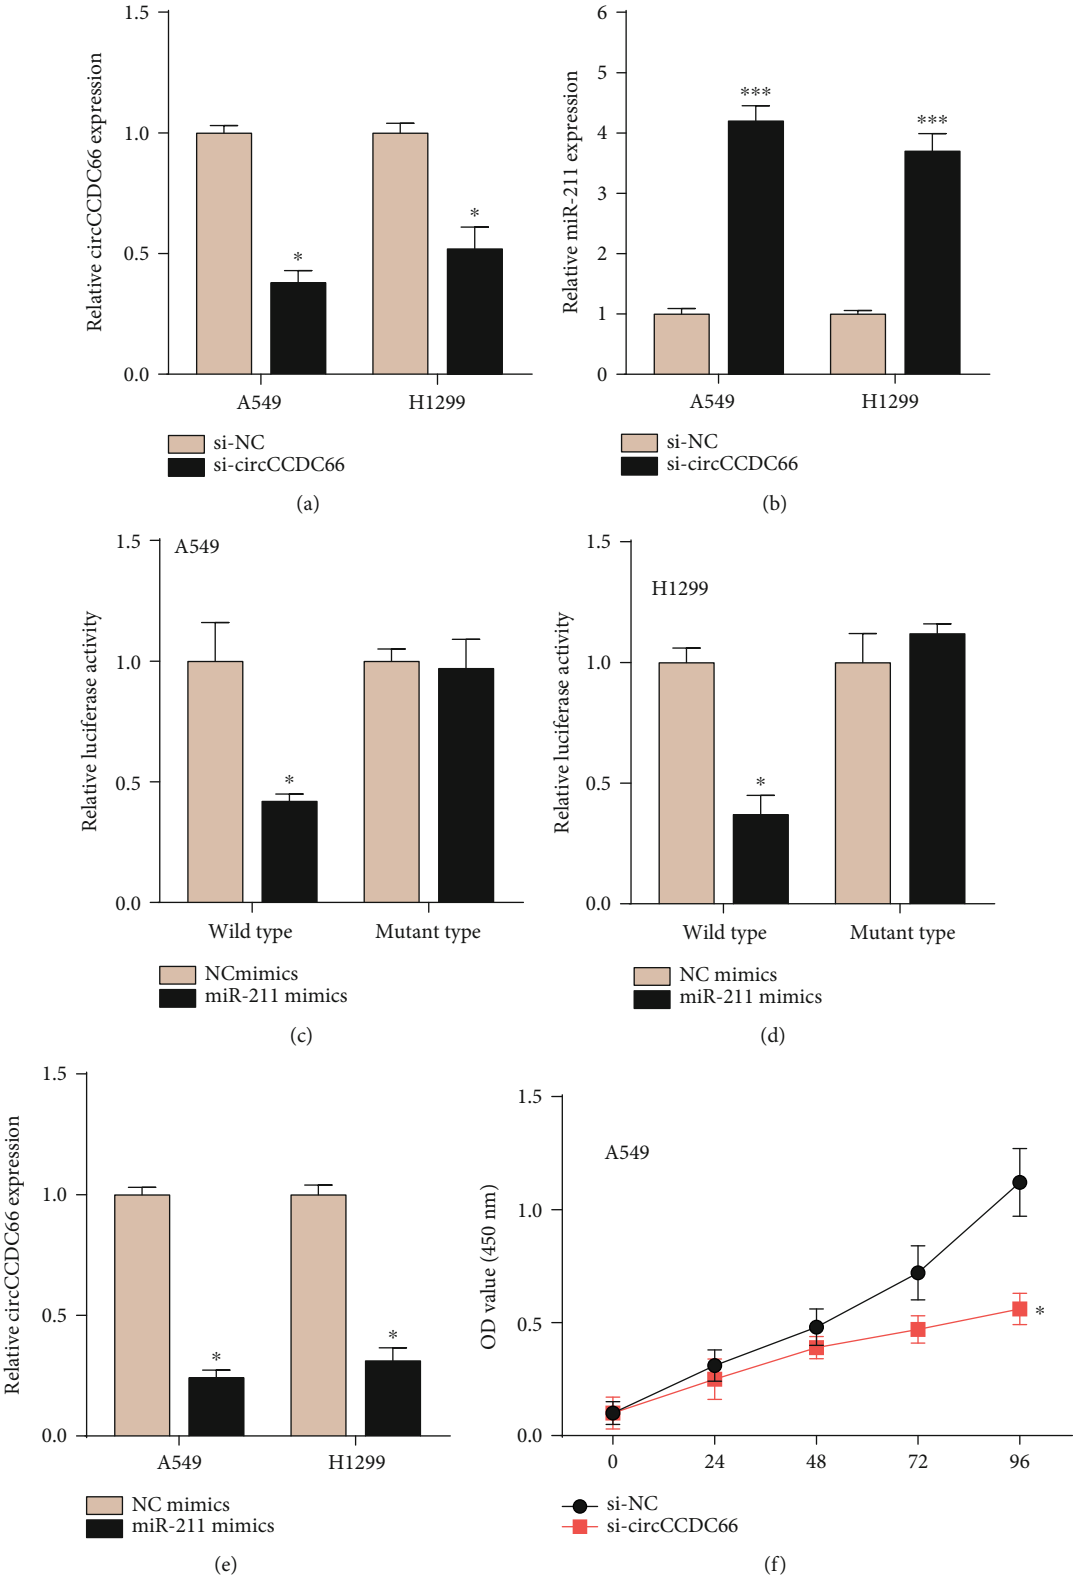 1.5
1.0
0.5
0.0
Relative circCCDC66 expression
*
*
A549
H1299
si-NC
si-circCCDC66
(a)
6
5
4
3
2
1
0
Relative miR-211 expression
***
***
A549
H1299
si-NC
si-circCCDC66
(b)
1.5
1.0
0.5
0.0
Relative luciferase activity
A549
*
Wild type
Mutant type
NCmimics
miR-211 mimics
(c)
1.5
1.0
0.5
0.0
Relative luciferase activity
H1299
*
Wild type
Mutant type
NC mimics
miR-211 mimics
(d)
1.5
1.0
0.5
0.0
Relative circCCDC66 expression
*
*
A549
H1299
NC mimics
miR-211 mimics
(e)
1.5
1.0
0.5
0.0
OD value (450 nm)
A549
*
0
24
48
72
96
si-NC
si-circCCDC66
(f)